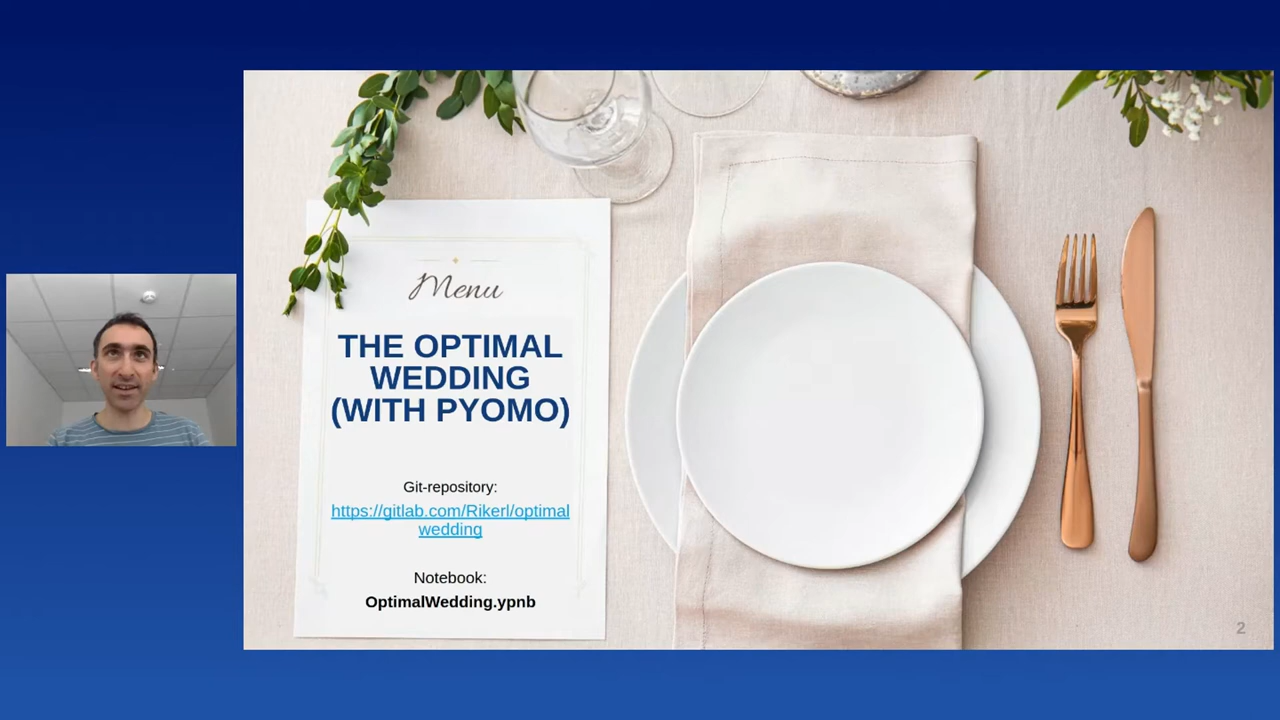 Menu
THE OPTIMAL
WEDDING
(WITH PYOMO)
Git-repository:
https://gitlab.com/Rikerl/optimal
wedding
Notebook:
OptimalWedding.ypnb
2